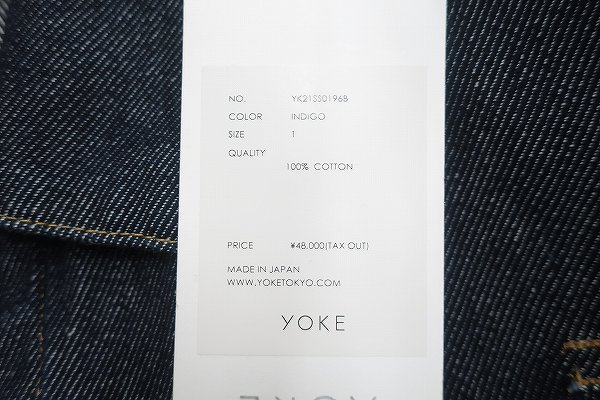 NO. YK21SS0196B
COLOR INDIGO
SIZE 1
QUALITY
100% COTTON
PRICE ¥48,000(TAX OUT)
MADE IN JAPAN
WWW.YOKETOKYO.COM
YOKE
YOKE